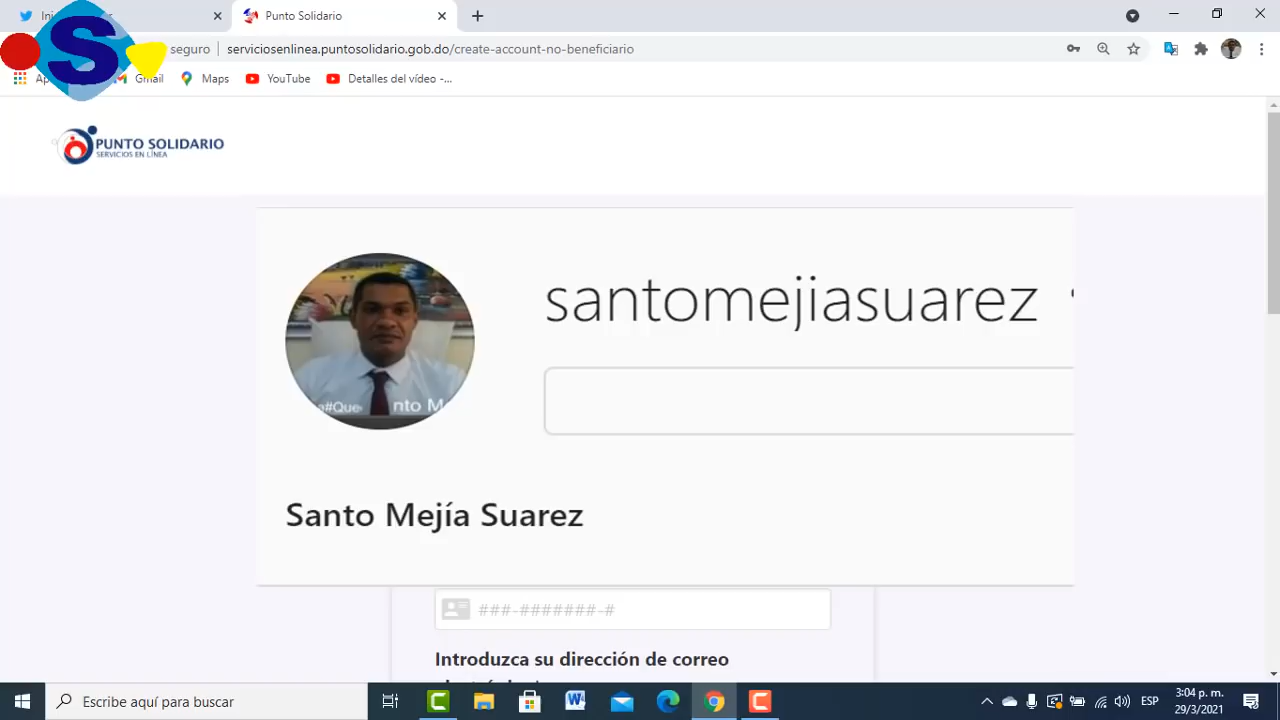 Punto Solidario
S
seguro
serviciosenlinea.puntosolidario.gob.do/create-account-no-beneficiario
Gmail
Maps
YouTube
Detalles del vídeo -...
PUNTO SOLIDARIO
SERVICIOS EN LÍNEA
santomejiasuarez
Santo Mejía Suarez
###-#######-#
Introduzca su dirección de correo
Escribe aquí para buscar
ESP
3:04 p. m.
29/3/2021